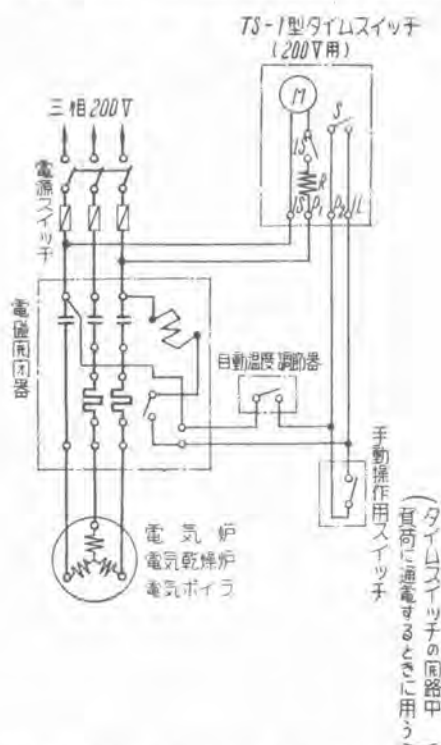 TS-1型タイムスイッチ
(200V用)
三相200V
電源スイッチ
M
S
IS
R
IS P₁ P₂ IL
電磁開閉器
自動温度調節器
手動操作用スイッチ
(タイムスイッチの開路中
負荷に通電するときに用う)
電気炉
電気乾燥炉
電気ボイラ